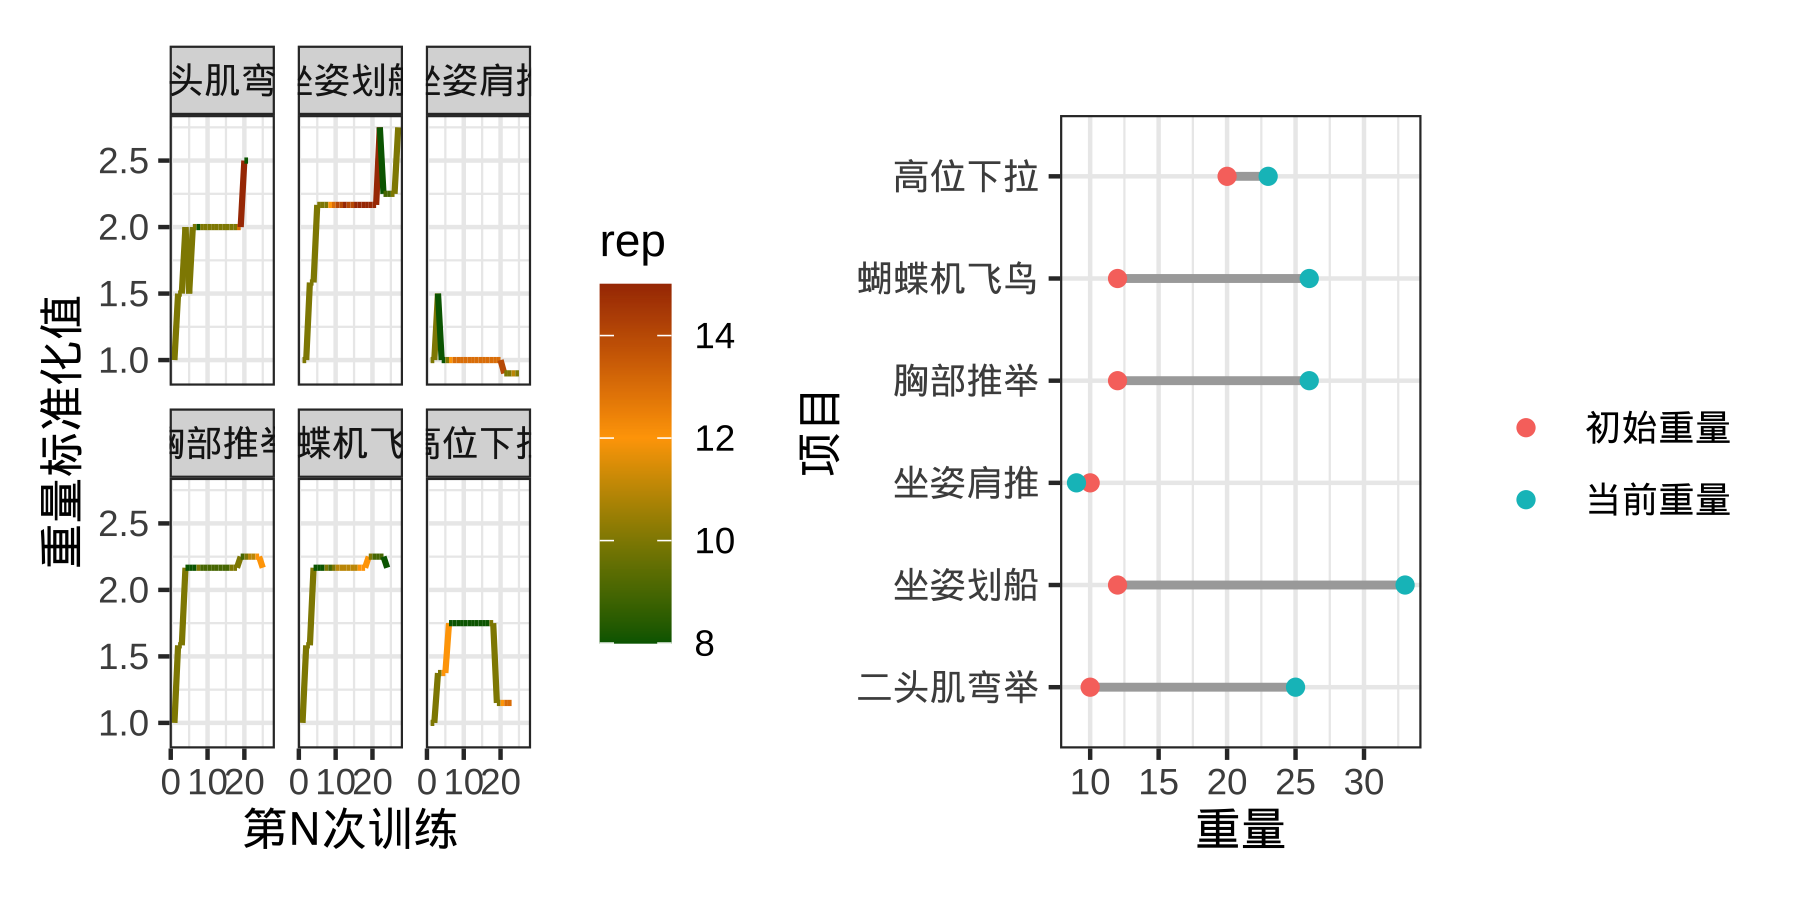 头肌弯
坐姿划船
坐姿肩推
2.5
2.0
1.5
1.0
胸部推举
蝶机飞
高位下拉
2.5
2.0
1.5
1.0
0 10 20
0 10 20
0 10 20
第N次训练
重量标准化值
rep
14
12
10
8
高位下拉
蝴蝶机飞鸟
胸部推举
坐姿肩推
坐姿划船
二头肌弯举
10 15 20 25 30
重量
项目
初始重量
当前重量